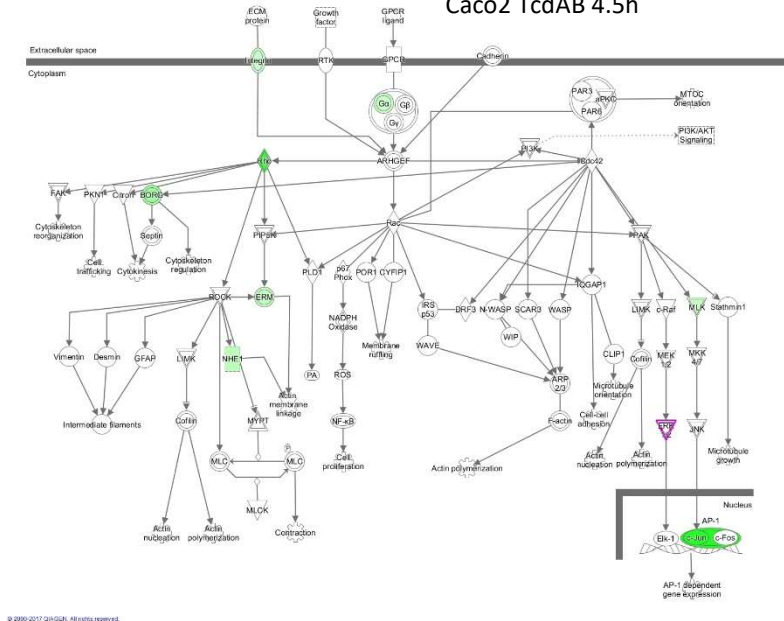 Caco2 TcdAB 4.5h
ECM
protein
Growth
factor
GPCR
ligand
Extracellular space
Integrin
RTK
GPCR
Cadherin
Cytoplasm
Gα
Gβ
Gγ
PAR3
aPKC
PAR6
MTOC
orientation
PI3K/AKT
Signaling
PI3K
Rho
ARHGEF
Cdc42
FAK
PKN1
Citron
BORG
Rac
PAK
Cytoskeleton
reorganization
Septin
PIP5K
Cell
trafficking
Cytokinesis
Cytoskeleton
regulation
PLD1
p67
Phox
POR1
CYFIP1
IQGAP1
ROCK
ERM
IRS
p53
DRF3
N-WASP
SCAR3
WASP
LIMK
c-Raf
MLK
Stathmin1
NADPH
Oxidase
Membrane
ruffling
WAVE
WIP
CLIP1
Cofilin
MEK
1/2
MKK
4/7
Vimentin
Desmin
GFAP
LIMK
NHE1
PA
ROS
ARP
2/3
Microtubule
orientation
Actin
membrane
linkage
Intermediate filaments
Cofilin
MYPT
NF-κB
F-actin
Cell-cell
adhesion
ERK
1/2
JNK
MLC
MLC
Cell
proliferation
Actin polymerization
Actin
nucleation
Actin
polymerization
Microtubule
growth
MLCK
Actin
nucleation
Actin
polymerization
Contraction
Nucleus
AP-1
Elk-1
c-Jun
c-Fos
AP-1 dependent
gene expression
© 2000-2017 QIAGEN. All rights reserved.